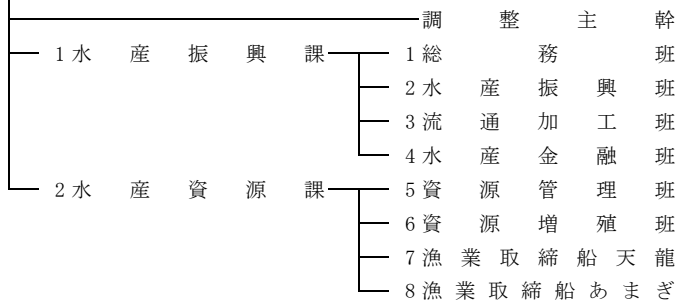 調整主幹
1水産振興課 1総務班
2水産振興班
3流通加工班
4水産金融班
2水産資源課 5資源管理班
6資源増殖班
7漁業取締船天龍
8漁業取締船あまぎ